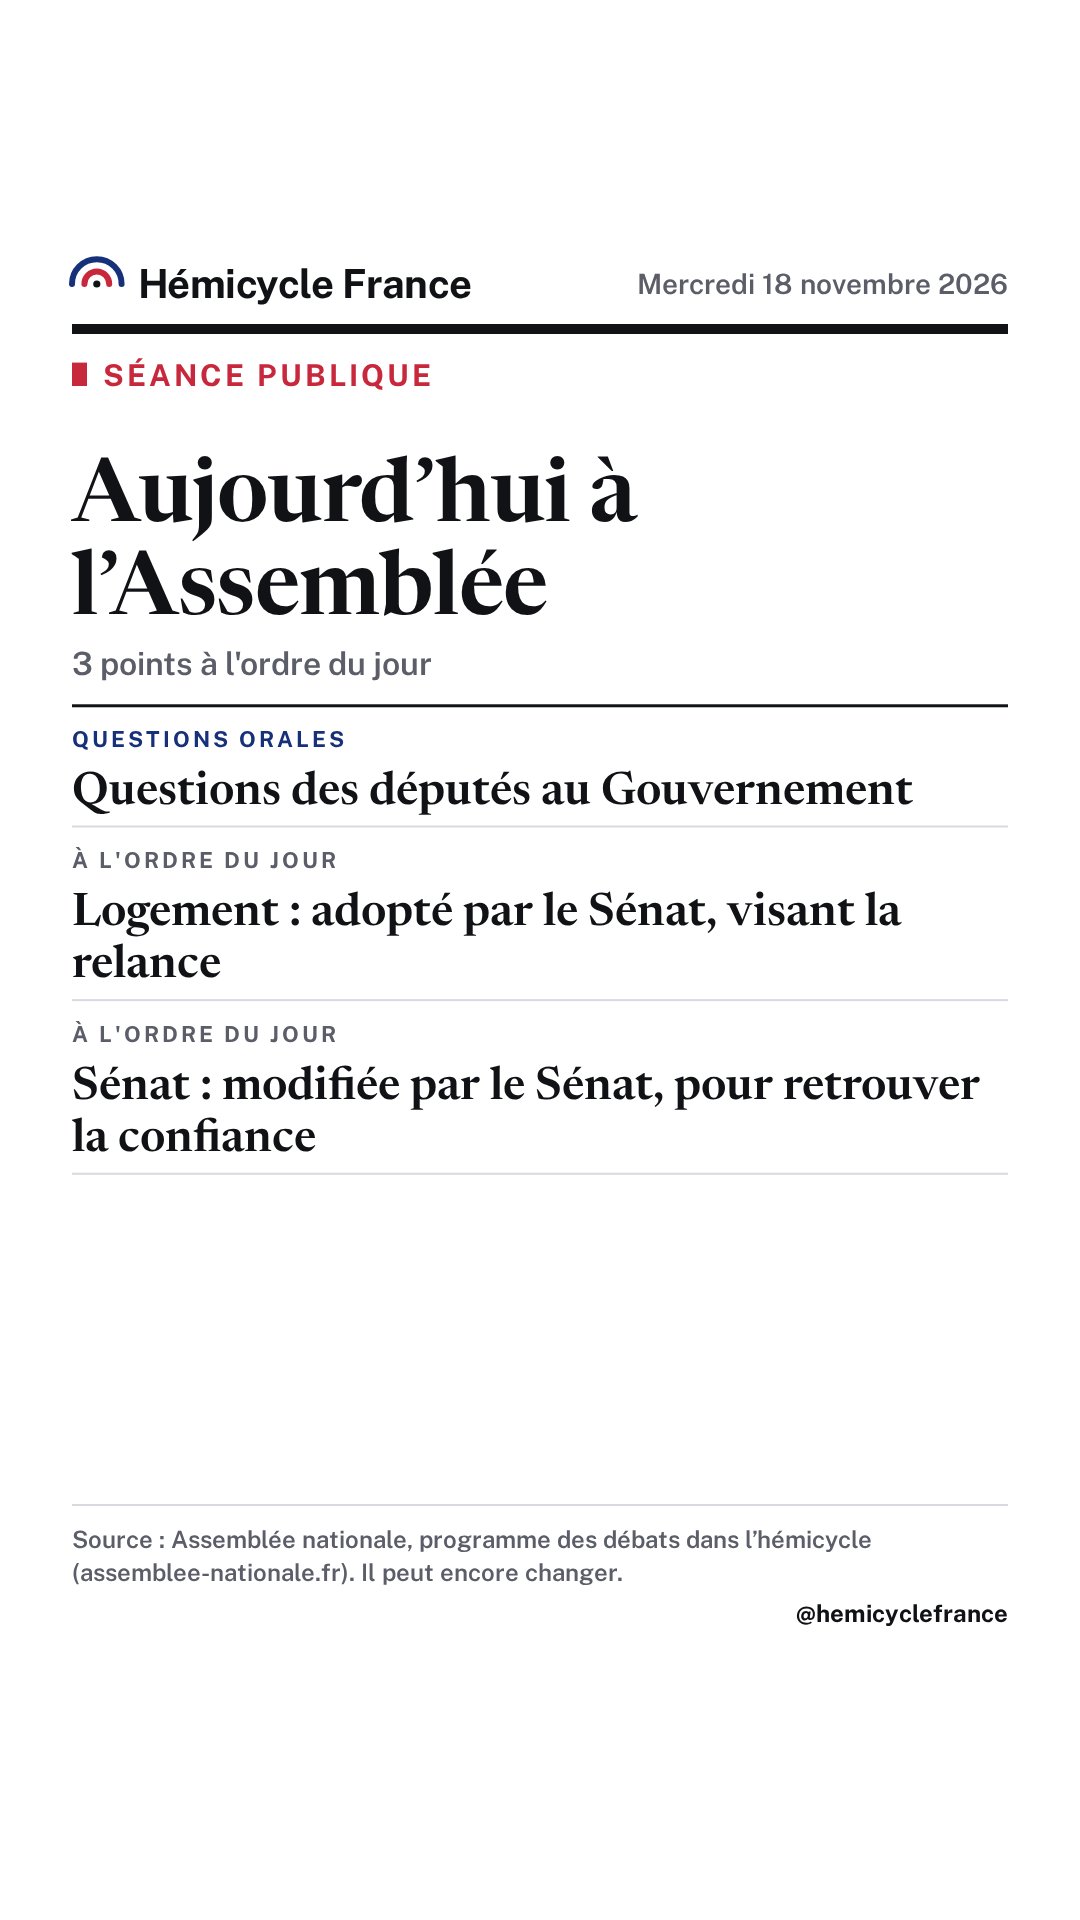 Hémicycle France
Mercredi 18 novembre 2026
SÉANCE PUBLIQUE
Aujourd’hui à
l’Assemblée
3 points à l'ordre du jour
QUESTIONS ORALES
Questions des députés au Gouvernement
À L'ORDRE DU JOUR
Logement : adopté par le Sénat, visant la
relance
À L'ORDRE DU JOUR
Sénat : modifiée par le Sénat, pour retrouver
la confiance
Source : Assemblée nationale, programme des débats dans l’hémicycle
(assemblee-nationale.fr). Il peut encore changer.
@hemicyclefrance